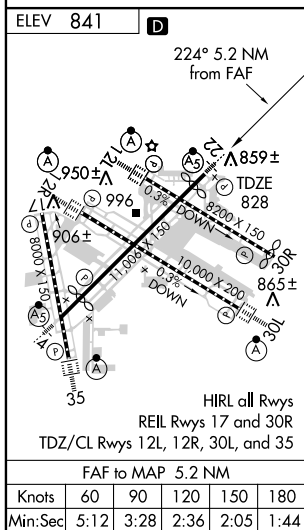 ELEV 841 D
224° 5.2 NM
from FAF
A
12L
P
A5
22
859±
TDZE
828
A
950±
12R
P
996
0.3% DOWN
8200 X 150
17
P
906±
P
11,006 X 150
30R
8000 X 150
0.3%
DOWN
10,000 X 200
865±
P
P
A5
4
P
A
30L
A
35
HIRL all Rwys
REIL Rwys 17 and 30R
TDZ/CL Rwys 12L, 12R, 30L, and 35
FAF to MAP 5.2 NM
Knots 60 90 120 150 180
Min:Sec 5:12 3:28 2:36 2:05 1:44